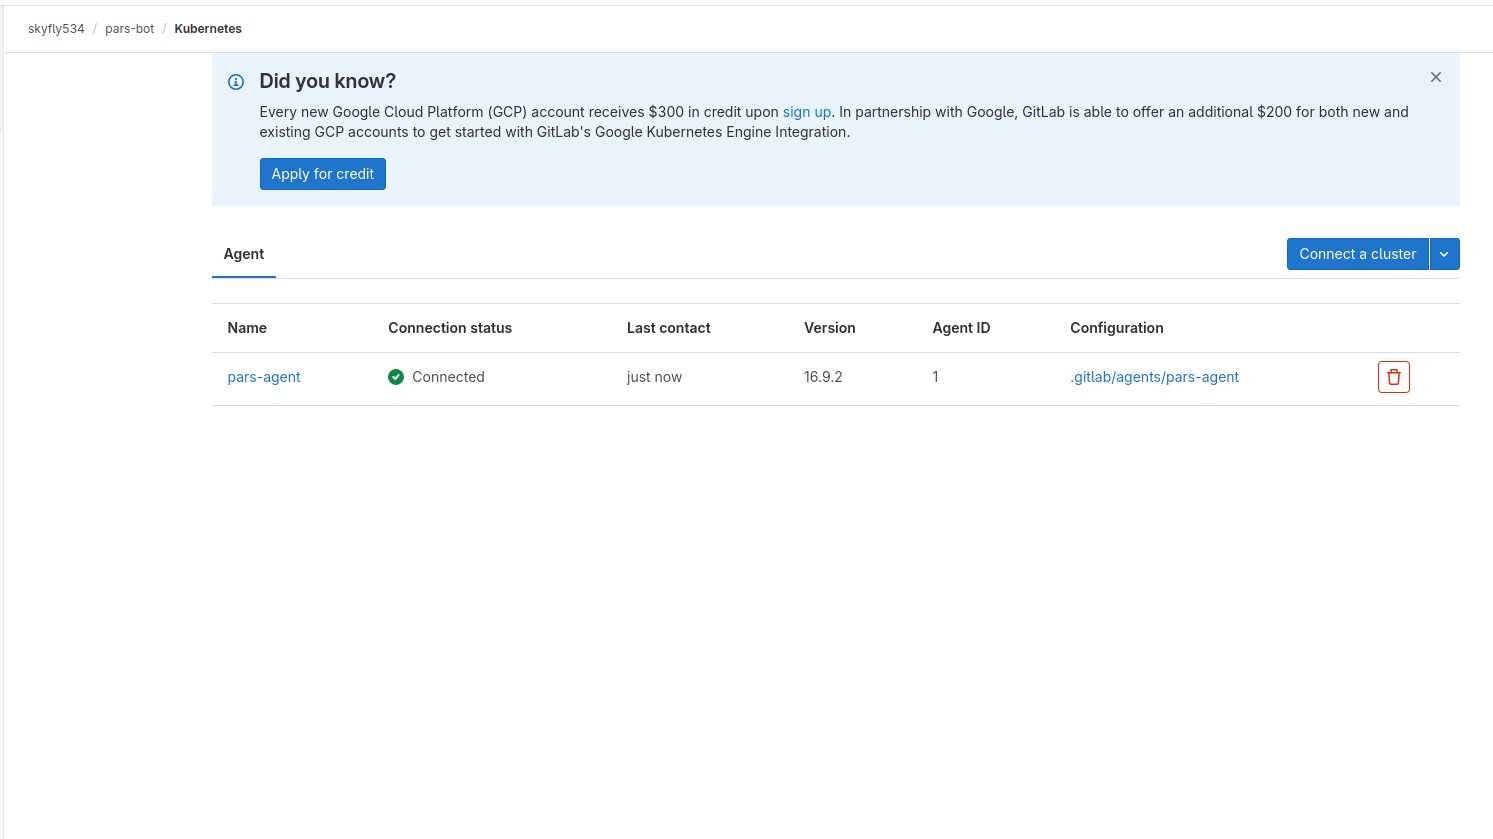 skyfly534 / pars-bot / Kubernetes
Did you know?
Every new Google Cloud Platform (GCP) account receives $300 in credit upon sign up. In partnership with Google, GitLab is able to offer an additional $200 for both new and
existing GCP accounts to get started with GitLab's Google Kubernetes Engine Integration.
Apply for credit
Agent
Connect a cluster
Name Connection status Last contact Version Agent ID Configuration
pars-agent Connected just now 16.9.2 1 .gitlab/agents/pars-agent